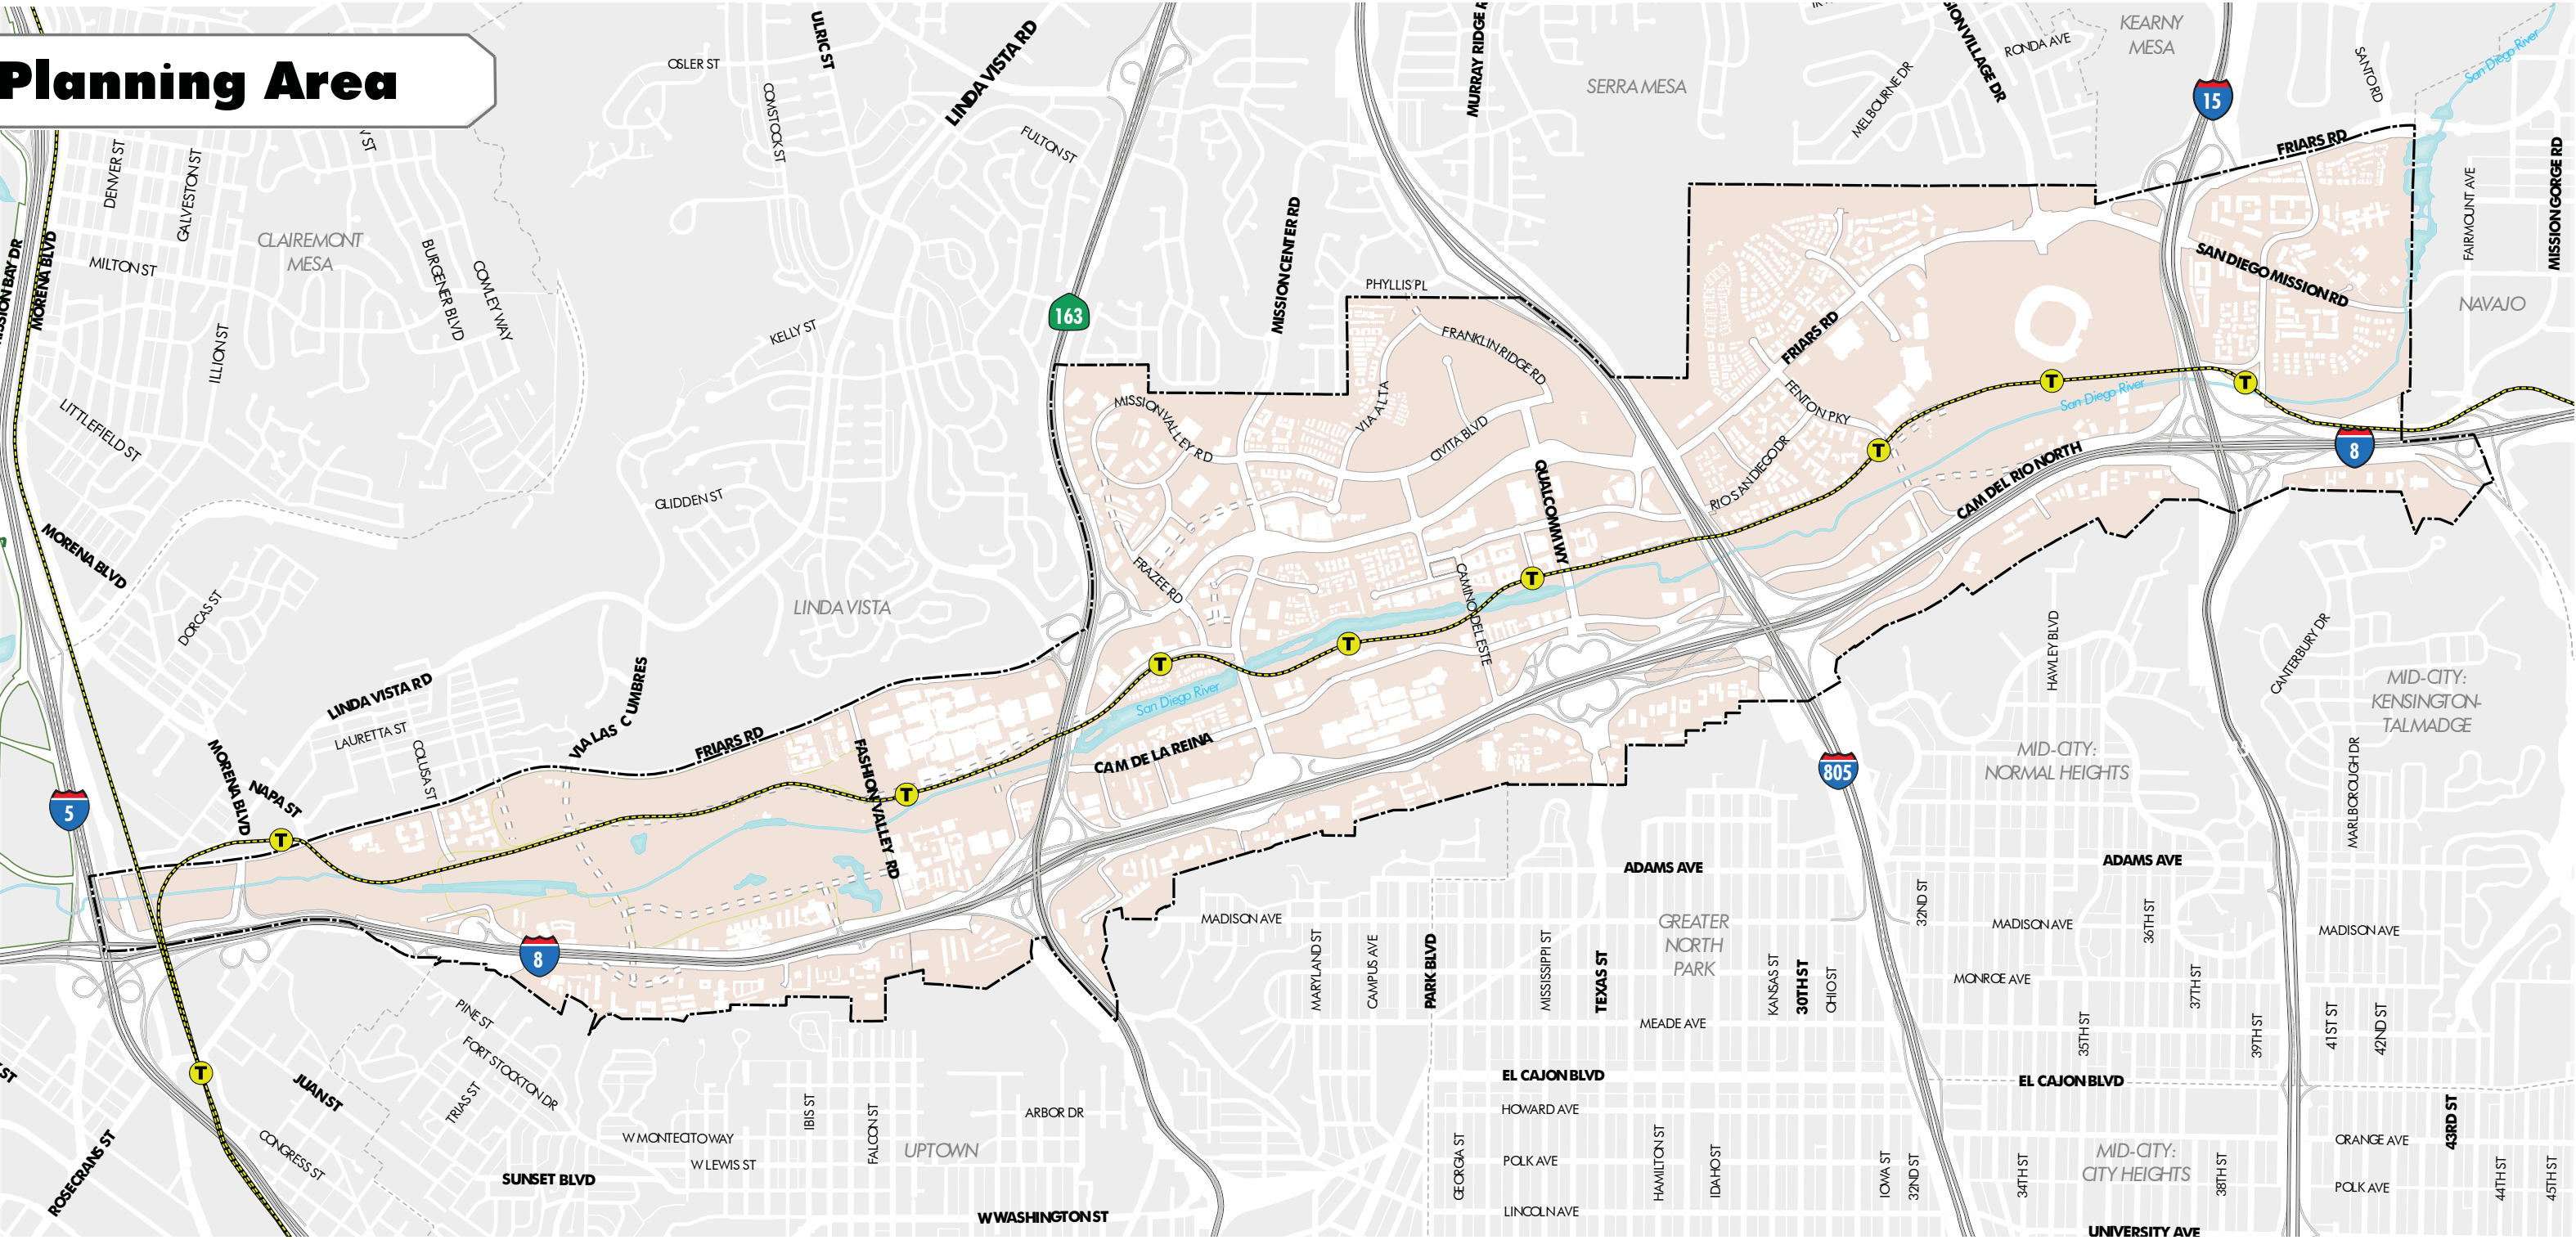 Planning Area
ULRIC ST
LINDA VISTA RD
OSLER ST
COMSTOCK ST
FULTON ST
MURRAY RIDGE
SERRA MESA
MELBOURNE DR
RONDA AVE
KEARNY
MESA
15
SANTO RD
San Diego River
FRIARS RD
FAIRMOUNT AVE
MISSION GORGE RD
DENVER ST
GALVESTON ST
CLAIREMONT
MESA
MILTON ST
BURGENER BLVD
COWLEY WAY
MORENA BLVD
ILLION ST
KELLY ST
163
MISSION CENTER RD
PHYLLIS PL
FRANKLIN RIDGE RD
VIA ALTA
CIVITA BLVD
MISSION VALLEY RD
FRIARS RD
SAN DIEGO MISSION RD
NAVAJO
FENTON PKY
San Diego River
T
T
T
RIO SAN DIEGO DR
CAM DEL RIO NORTH
8
QUALCOMM WY
LITTLEFIELD ST
GLIDDEN ST
MORENA BLVD
DORCAS ST
LINDA VISTA
FRAZEE RD
CAMINO DEL ESTE
T
T
T
San Diego River
CAM DE LA REINA
HAWLEY BLVD
CANTERBURY DR
MID-CITY:
KENSINGTON-
TALMADGE
LINDA VISTA RD
LAURETTA ST
COLUSA ST
VIA LAS CUMBRES
FRIARS RD
FASHION VALLEY RD
T
MORENA BLVD
NAPA ST
T
5
805
MID-CITY:
NORMAL HEIGHTS
MARLBOROUGH DR
ADAMS AVE
ADAMS AVE
MADISON AVE
GREATER
NORTH
PARK
32ND ST
MADISON AVE
36TH ST
MADISON AVE
8
MARYLAND ST
CAMPUS AVE
PARK BLVD
MISSISSIPPI ST
TEXAS ST
KANSAS ST
30TH ST
OHIO ST
MONROE AVE
37TH ST
MEADE AVE
35TH ST
39TH ST
41ST ST
42ND ST
PINE ST
FORT STOCKTON DR
TRIAS ST
JUAN ST
T
CONGRESS ST
ROSECRANS ST
EL CAJON BLVD
EL CAJON BLVD
HOWARD AVE
IBIS ST
FALCON ST
ARBOR DR
W MONTECITO WAY
W LEWIS ST
UPTOWN
SUNSET BLVD
W WASHINGTON ST
GEORGIA ST
POLK AVE
HAMILTON ST
IDAHO ST
LINCOLN AVE
IOWA ST
32ND ST
34TH ST
MID-CITY:
CITY HEIGHTS
38TH ST
ORANGE AVE
43RD ST
POLK AVE
44TH ST
45TH ST
UNIVERSITY AVE